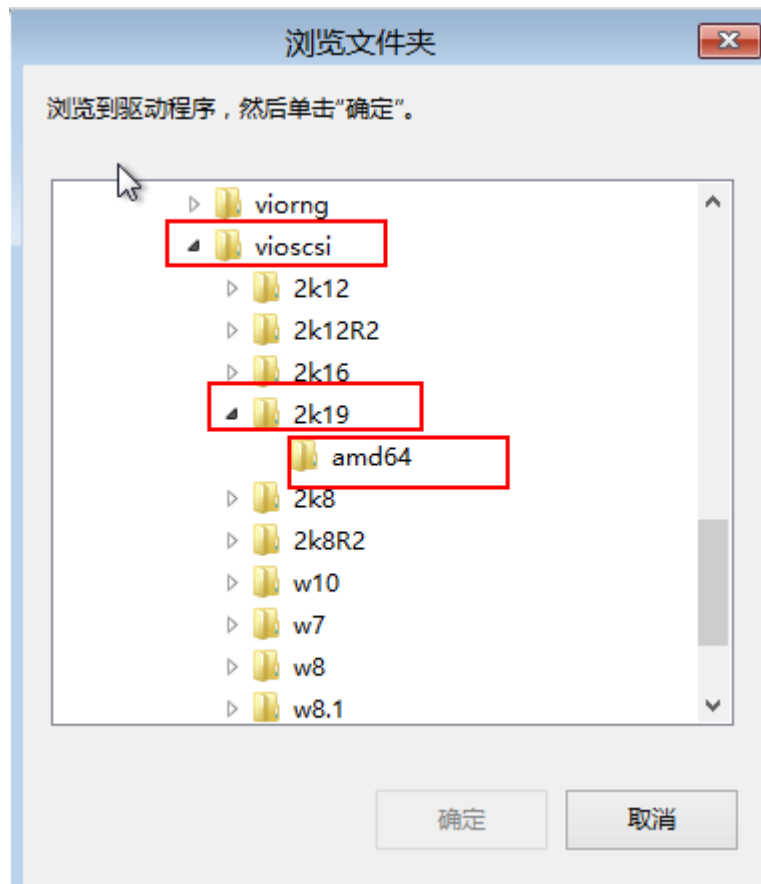 浏览文件夹
浏览到驱动程序，然后单击“确定”。
viorng
vioscsi
2k12
2k12R2
2k16
2k19
amd64
2k8
2k8R2
w10
w7
w8
w8.1
确定
取消